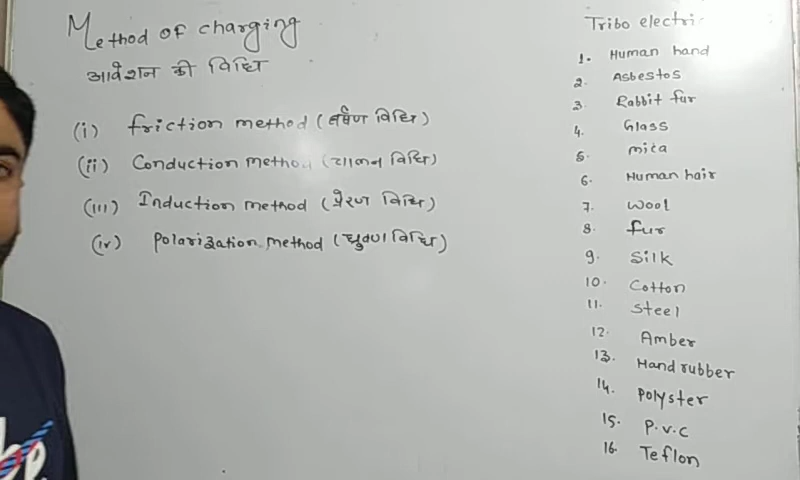 Method of charging
आवेशन की विधि
(i) friction method (घर्षण विधि)
(ii) Conduction method (चालन विधि)
(iii) Induction method (प्रेरण विधि)
(iv) Polarization method (ध्रुवण विधि)
Tribo electric
1. Human hand
2. Asbestos
3. Rabbit fur
4. Glass
5. mica
6. Human hair
7. Wool
8. fur
9. Silk
10. Cotton
11. Steel
12. Amber
13. Hand rubber
14. Polyster
15. P.v.c
16. Teflon